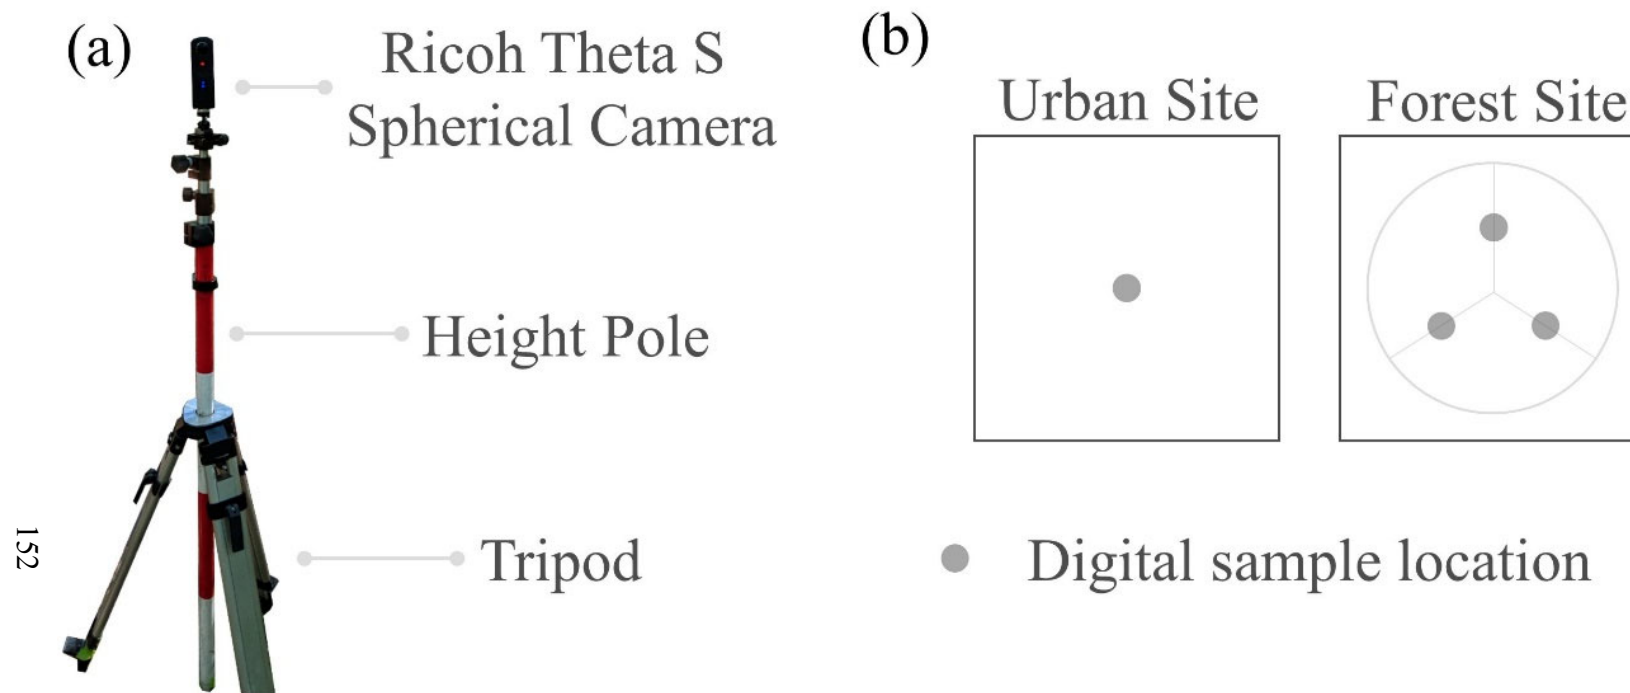 (a)
Ricoh Theta S
Spherical Camera
Height Pole
Tripod
152
(b)
Urban Site
Forest Site
Digital sample location